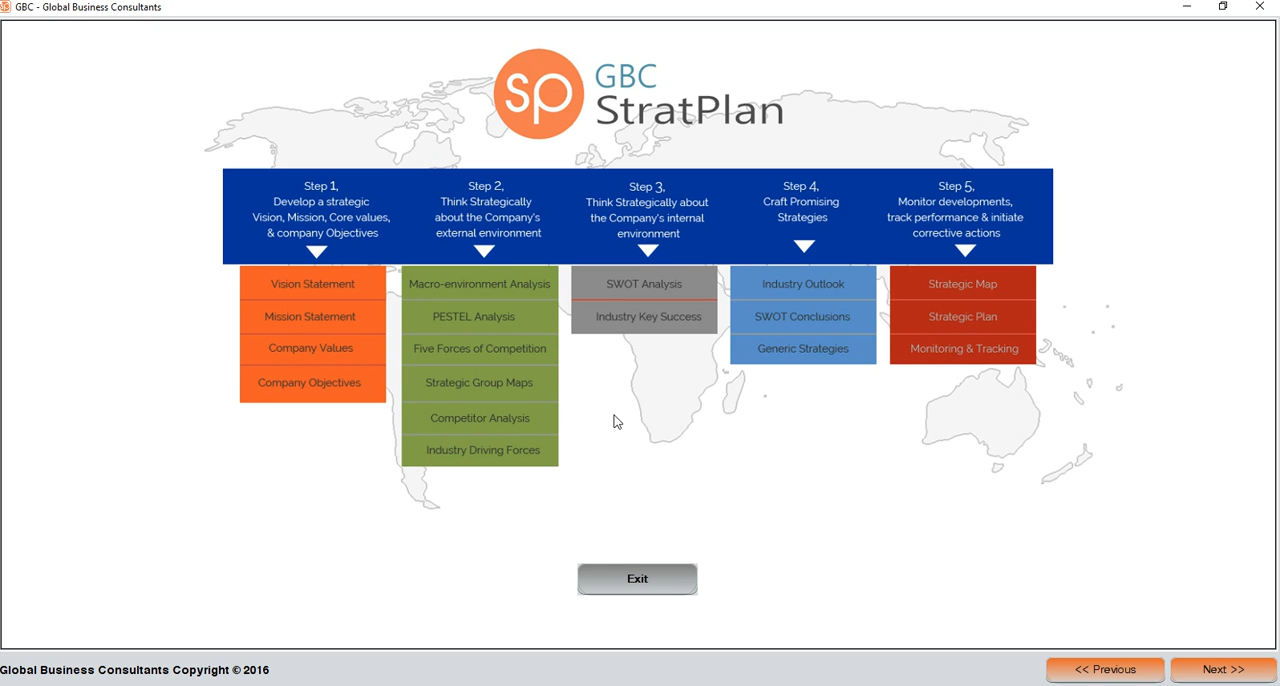 GBC - Global Business Consultants
sp
GBC
StratPlan
Step 1,
Develop a strategic
Vision, Mission, Core values,
& company Objectives
Step 2,
Think Strategically
about the Company's
external environment
Step 3,
Think Strategically about
the Company's internal
environment
Step 4,
Craft Promising
Strategies
Step 5,
Monitor developments,
track performance & initiate
corrective actions
Vision Statement
Mission Statement
Company Values
Company Objectives
Macro-environment Analysis
PESTEL Analysis
Five Forces of Competition
Strategic Group Maps
Competitor Analysis
Industry Driving Forces
SWOT Analysis
Industry Key Success
Industry Outlook
SWOT Conclusions
Generic Strategies
Strategic Map
Strategic Plan
Monitoring & Tracking
Exit
Global Business Consultants Copyright © 2016
<< Previous
Next >>